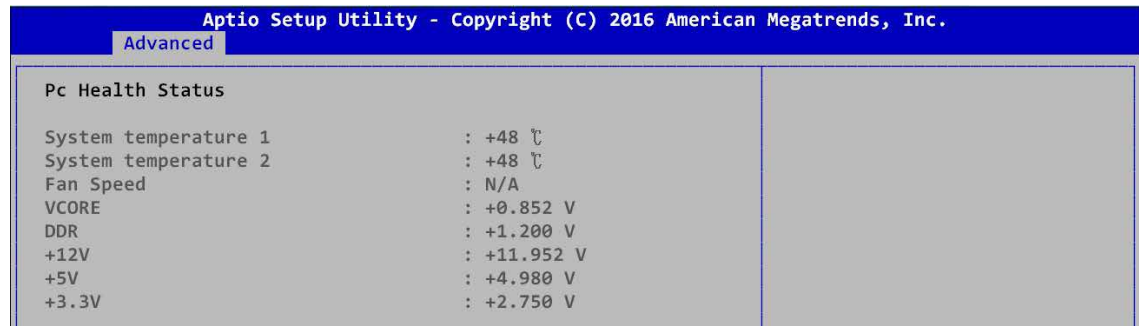 Aptio Setup Utility - Copyright (C) 2016 American Megatrends, Inc.
Advanced
Pc Health Status
System temperature 1 : +48 ℃
System temperature 2 : +48 ℃
Fan Speed : N/A
VCORE : +0.852 V
DDR : +1.200 V
+12V : +11.952 V
+5V : +4.980 V
+3.3V : +2.750 V